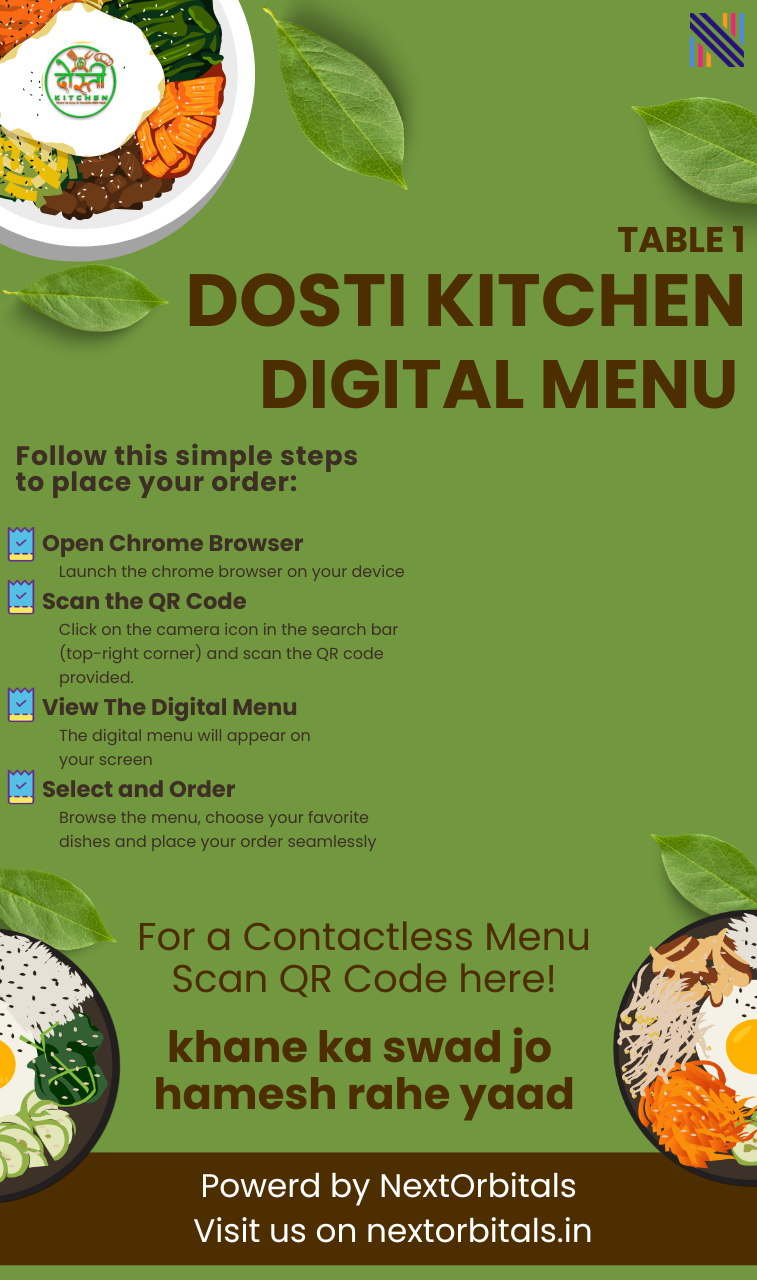 दोस्ती
KITCHEN
TABLE 1
DOSTI KITCHEN
DIGITAL MENU
Follow this simple steps
to place your order:
Open Chrome Browser
Launch the chrome browser on your device
Scan the QR Code
Click on the camera icon in the search bar
(top-right corner) and scan the QR code
provided.
View The Digital Menu
The digital menu will appear on
your screen
Select and Order
Browse the menu, choose your favorite
dishes and place your order seamlessly
For a Contactless Menu
Scan QR Code here!
khane ka swad jo
hamesh rahe yaad
Powerd by NextOrbitals
Visit us on nextorbitals.in